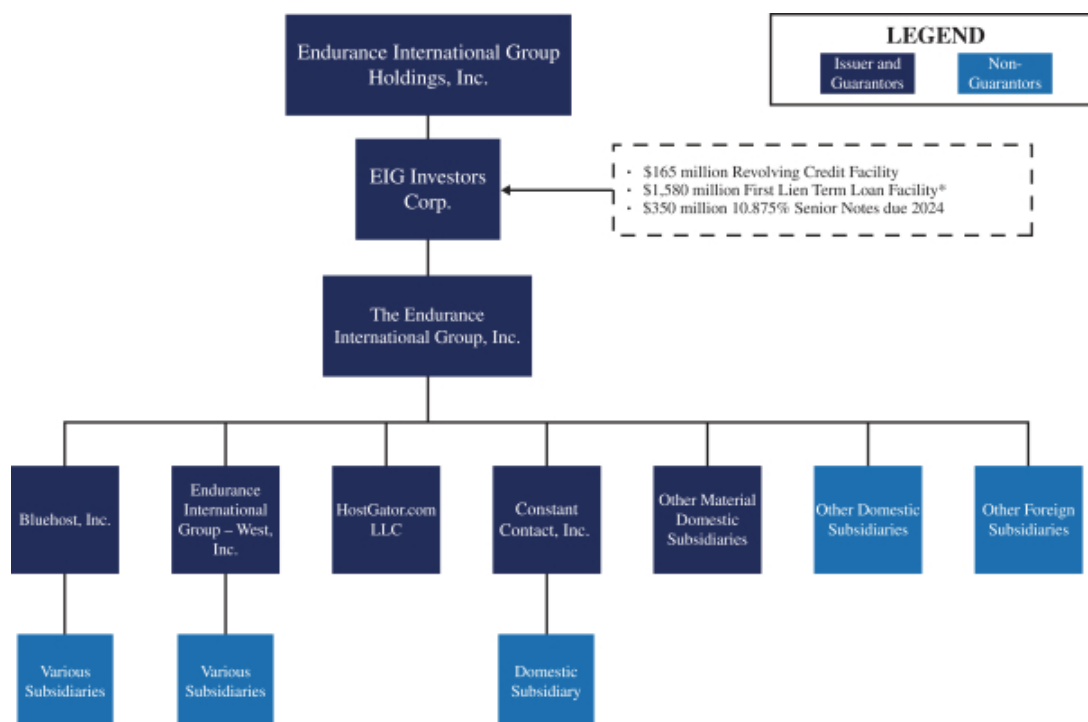 Endurance International Group
Holdings, Inc.
LEGEND
Issuer and
Guarantors
Non-
Guarantors
EIG Investors
Corp.
· $165 million Revolving Credit Facility
· $1,580 million First Lien Term Loan Facility*
· $350 million 10.875% Senior Notes due 2024
The Endurance
International Group, Inc.
Bluehost, Inc.
Endurance
International
Group – West,
Inc.
HostGator.com
LLC
Constant
Contact, Inc.
Other Material
Domestic
Subsidiaries
Other Domestic
Subsidiaries
Other Foreign
Subsidiaries
Various
Subsidiaries
Various
Subsidiaries
Domestic
Subsidiary